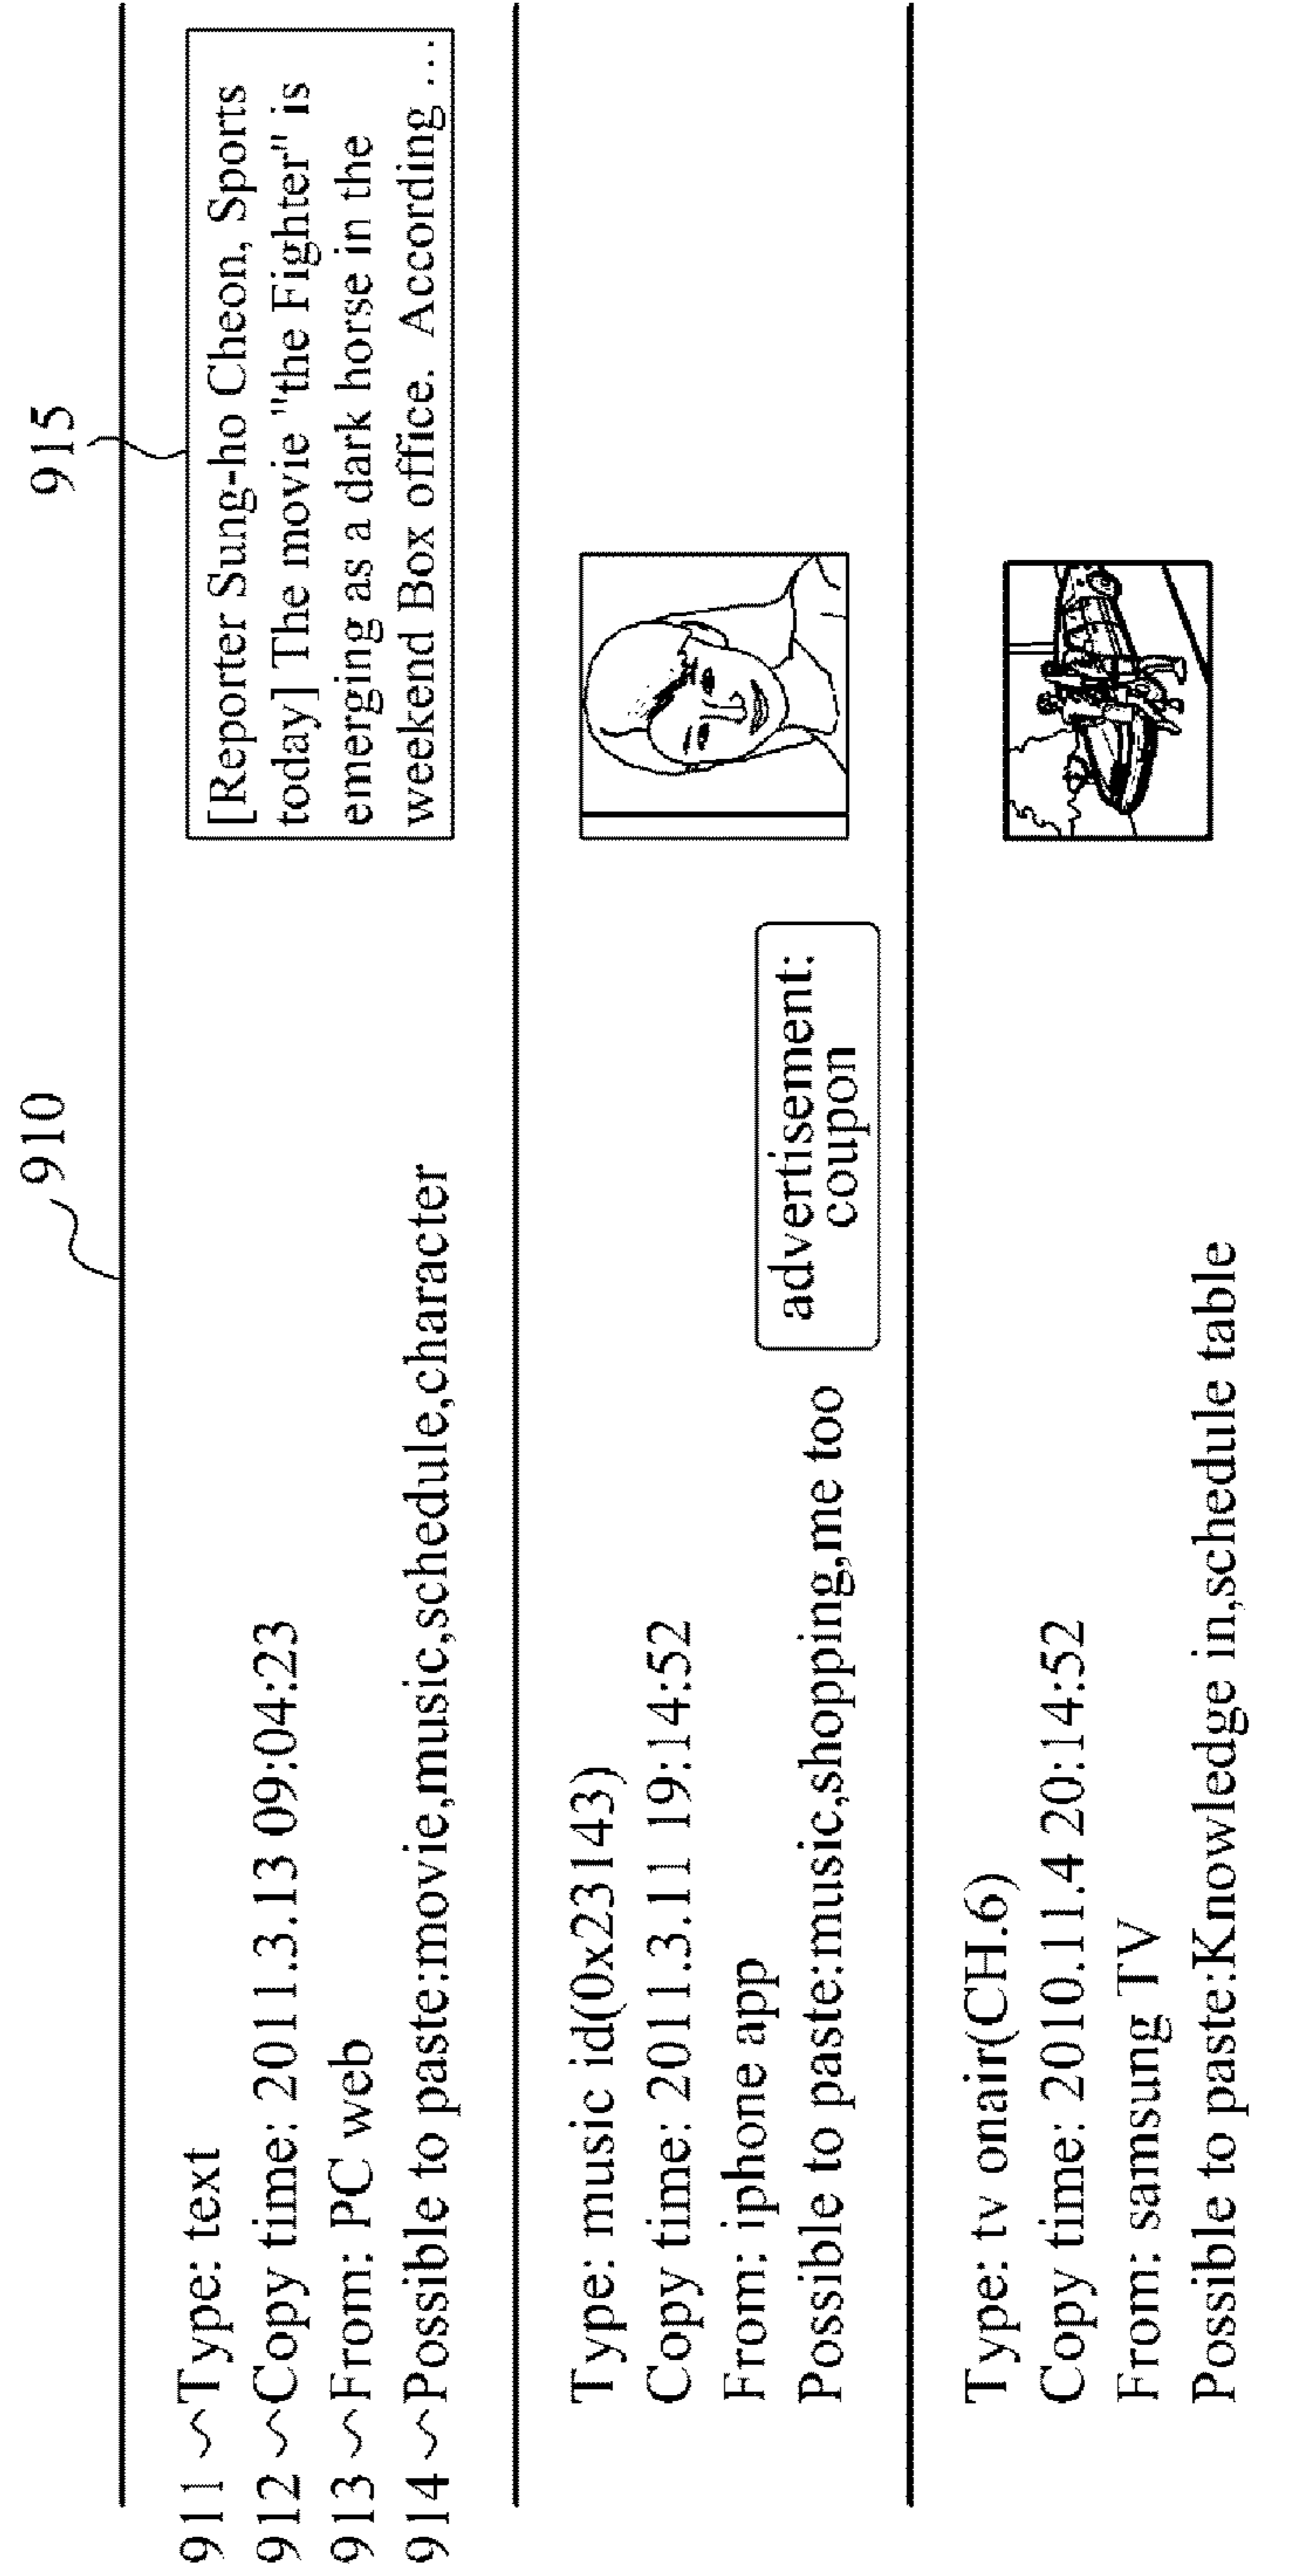 910
915
911 Type: text
912 Copy time: 2011.3.13 09:04:23
913 From: PC web
914 Possible to paste:movie,music,schedule,character
[Reporter Sung-ho Cheon, Sports
today] The movie "the Fighter" is
emerging as a dark horse in the
weekend Box office. According ...
Type: music id(0x23143)
Copy time: 2011.3.11 19:14:52
From: iphone app
Possible to paste:music,shopping,me too
advertisement:
coupon
Type: tv onair(CH.6)
Copy time: 2010.11.4 20:14:52
From: samsung TV
Possible to paste:Knowledge in,schedule table